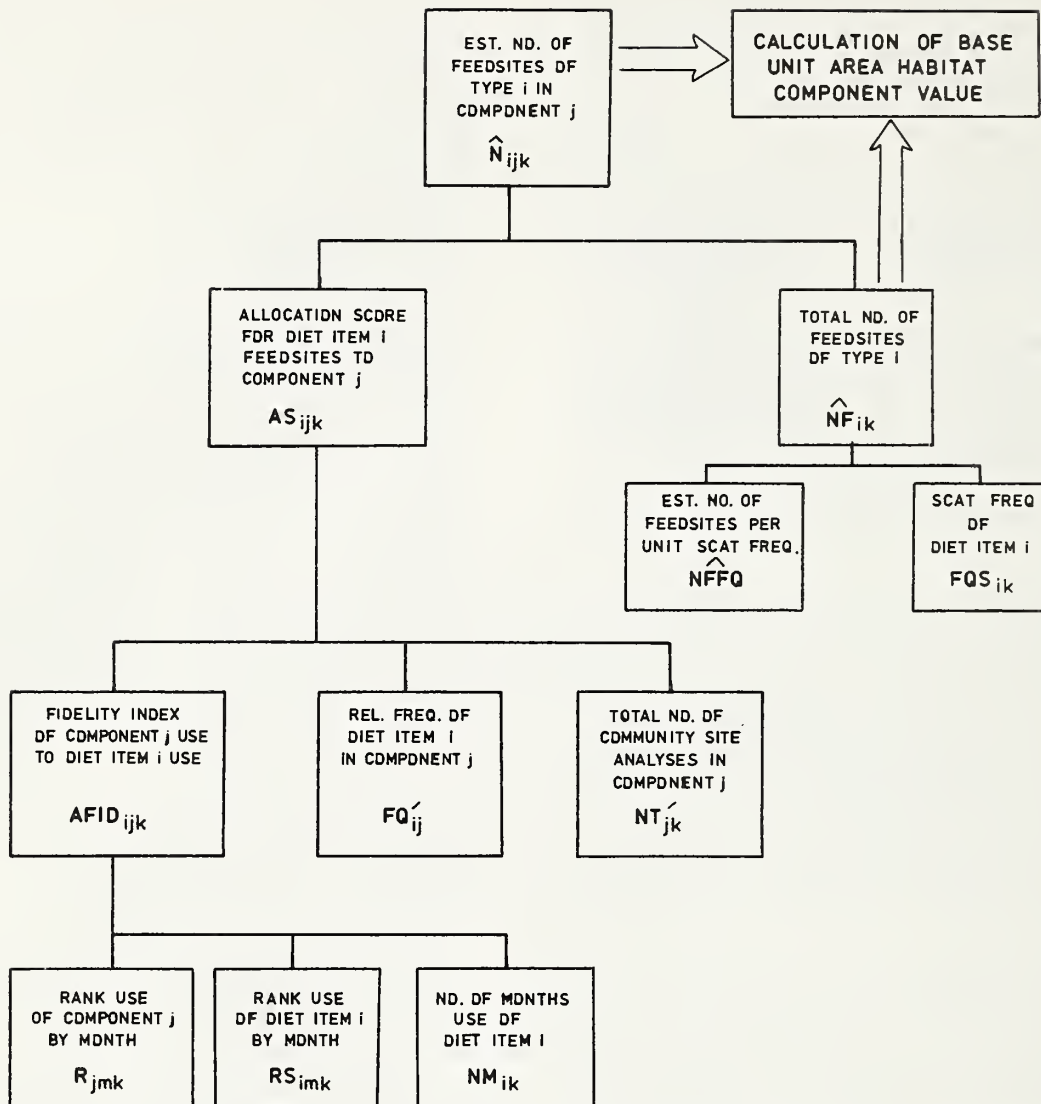 EST. NO. OF
FEEDSITES OF
TYPE i IN
COMPONENT j
N̂ijk
CALCULATION OF BASE
UNIT AREA HABITAT
COMPONENT VALUE
ALLOCATION SCORE
FOR DIET ITEM i
FEEDSITES TO
COMPONENT j
ASijk
TOTAL NO. OF
FEEDSITES
OF TYPE i
N̂Fik
EST. NO. OF
FEEDSITES PER
UNIT SCAT FREQ.
NF̂FQ
SCAT FREQ
OF
DIET ITEM i
FQSik
FIDELITY INDEX
OF COMPONENT j USE
TO DIET ITEM i USE
AFIDijk
REL. FREQ. OF
DIET ITEM i
IN COMPONENT j
FQ′ij
TOTAL NO. OF
COMMUNITY SITE
ANALYSES IN
COMPONENT j
NT′jk
RANK USE
OF COMPONENT j
BY MONTH
Rjmk
RANK USE
OF DIET ITEM i
BY MONTH
RSimk
NO. OF MONTHS
USE OF
DIET ITEM i
NMik